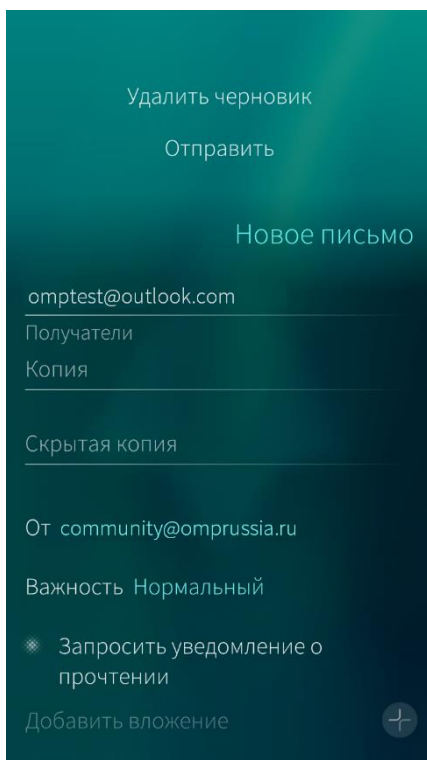 Удалить черновик
Отправить
Новое письмо
omptest@outlook.com
Получатели
Копия
Скрытая копия
От community@omprussia.ru
Важность Нормальный
Запросить уведомление о
прочтении
Добавить вложение